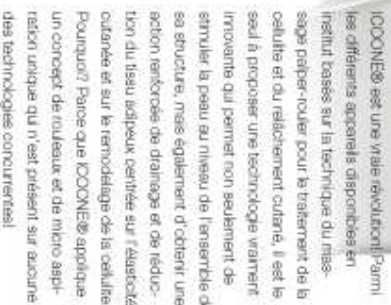 ICOONE® est une vraie révolution! Parmi
les différents appareils disponibles en
institut basés sur la technique du mas-
sage palper-rouler pour le traitement de la
cellulite et du relâchement cutané, il est le
seul à proposer une technologie vraiment
innovante qui permet non seulement de
stimuler la peau au niveau de l'ensemble d
sa structure, mais également d'obtenir une
action renforcée de drainage et de réduc-
tion du tissu adipeux centrée sur l'élasticité
cutanée et sur le remodelage de la cellulite
Pourquoi? Parce que ICOONE® applique
un concept de rouleaux et de micro aspi-
ration unique qui n'est présent sur aucune
des technologies concurrentes!